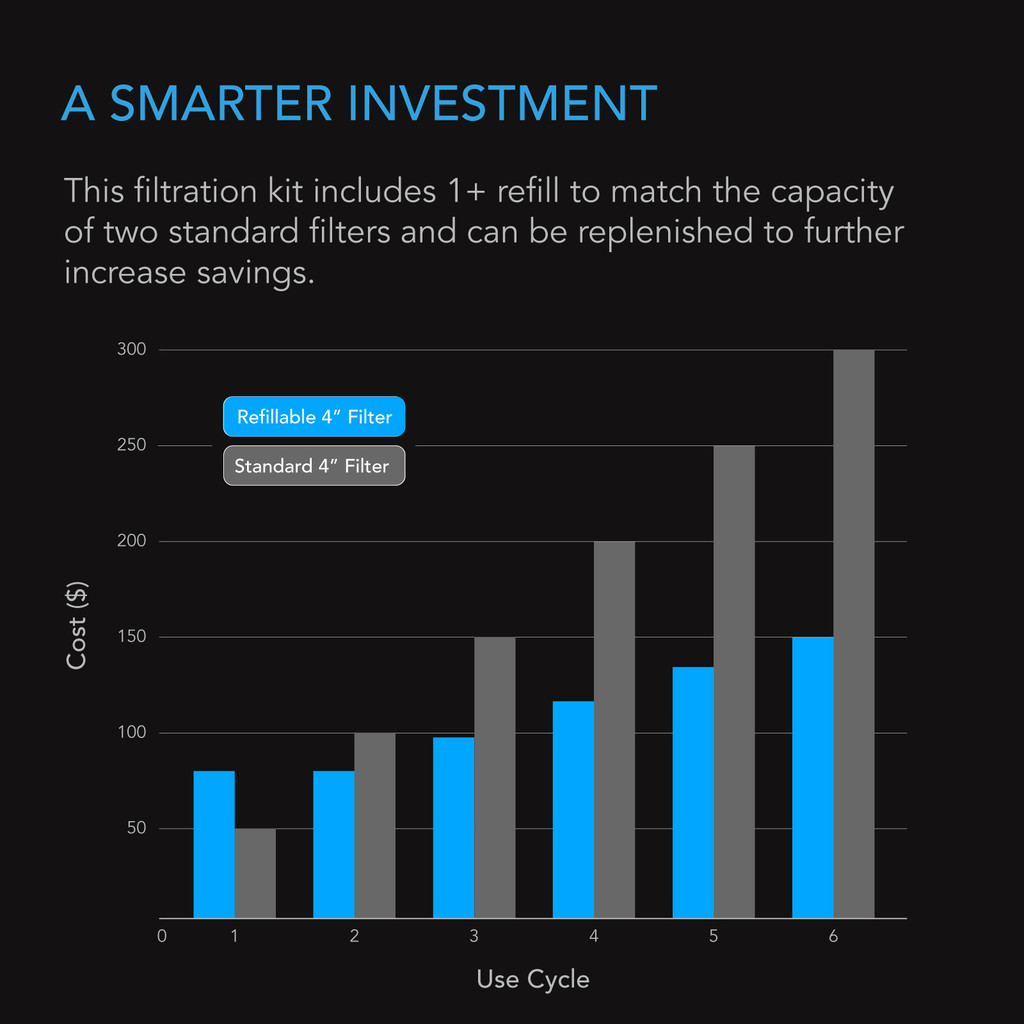 A SMARTER INVESTMENT
This filtration kit includes 1+ refill to match the capacity
of two standard filters and can be replenished to further
increase savings.
300
Refillable 4” Filter
250
Standard 4” Filter
200
Cost ($)
150
100
50
0 1 2 3 4 5 6
Use Cycle